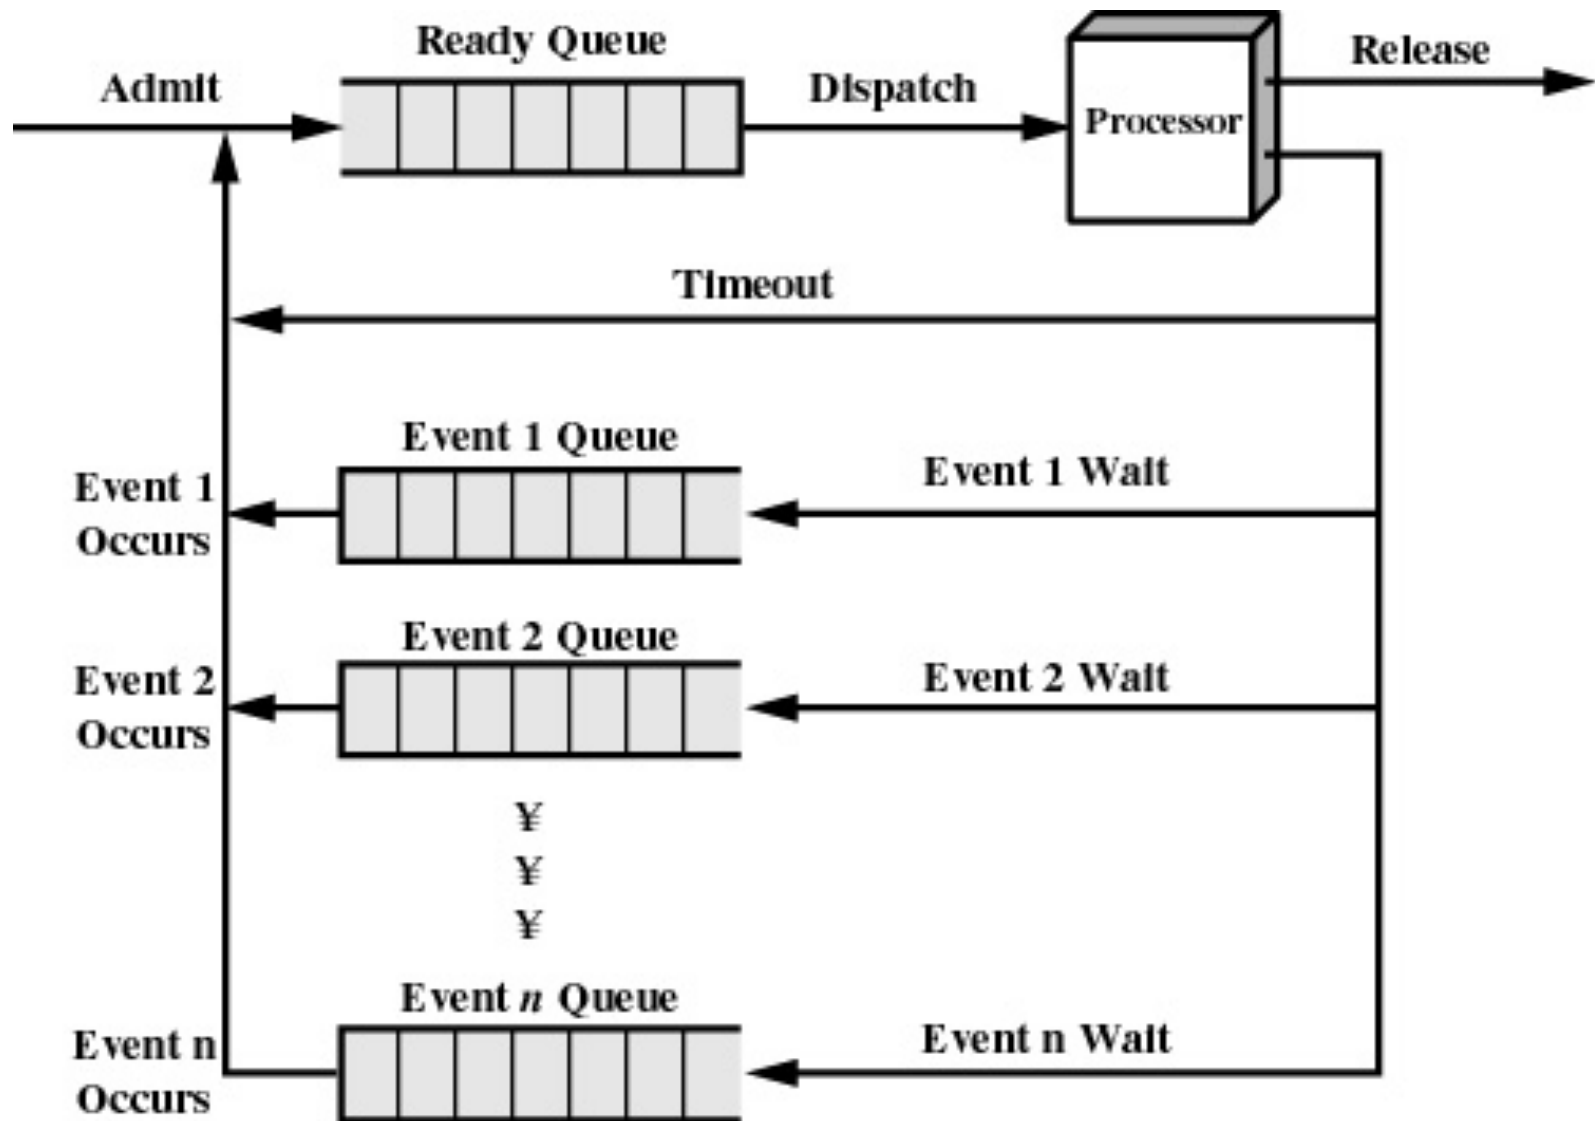 Ready Queue
Admit
Dispatch
Release
Processor
Timeout
Event 1 Queue
Event 1 Wait
Event 1
Occurs
Event 2 Queue
Event 2 Wait
Event 2
Occurs
¥
¥
¥
Event n Queue
Event n Wait
Event n
Occurs